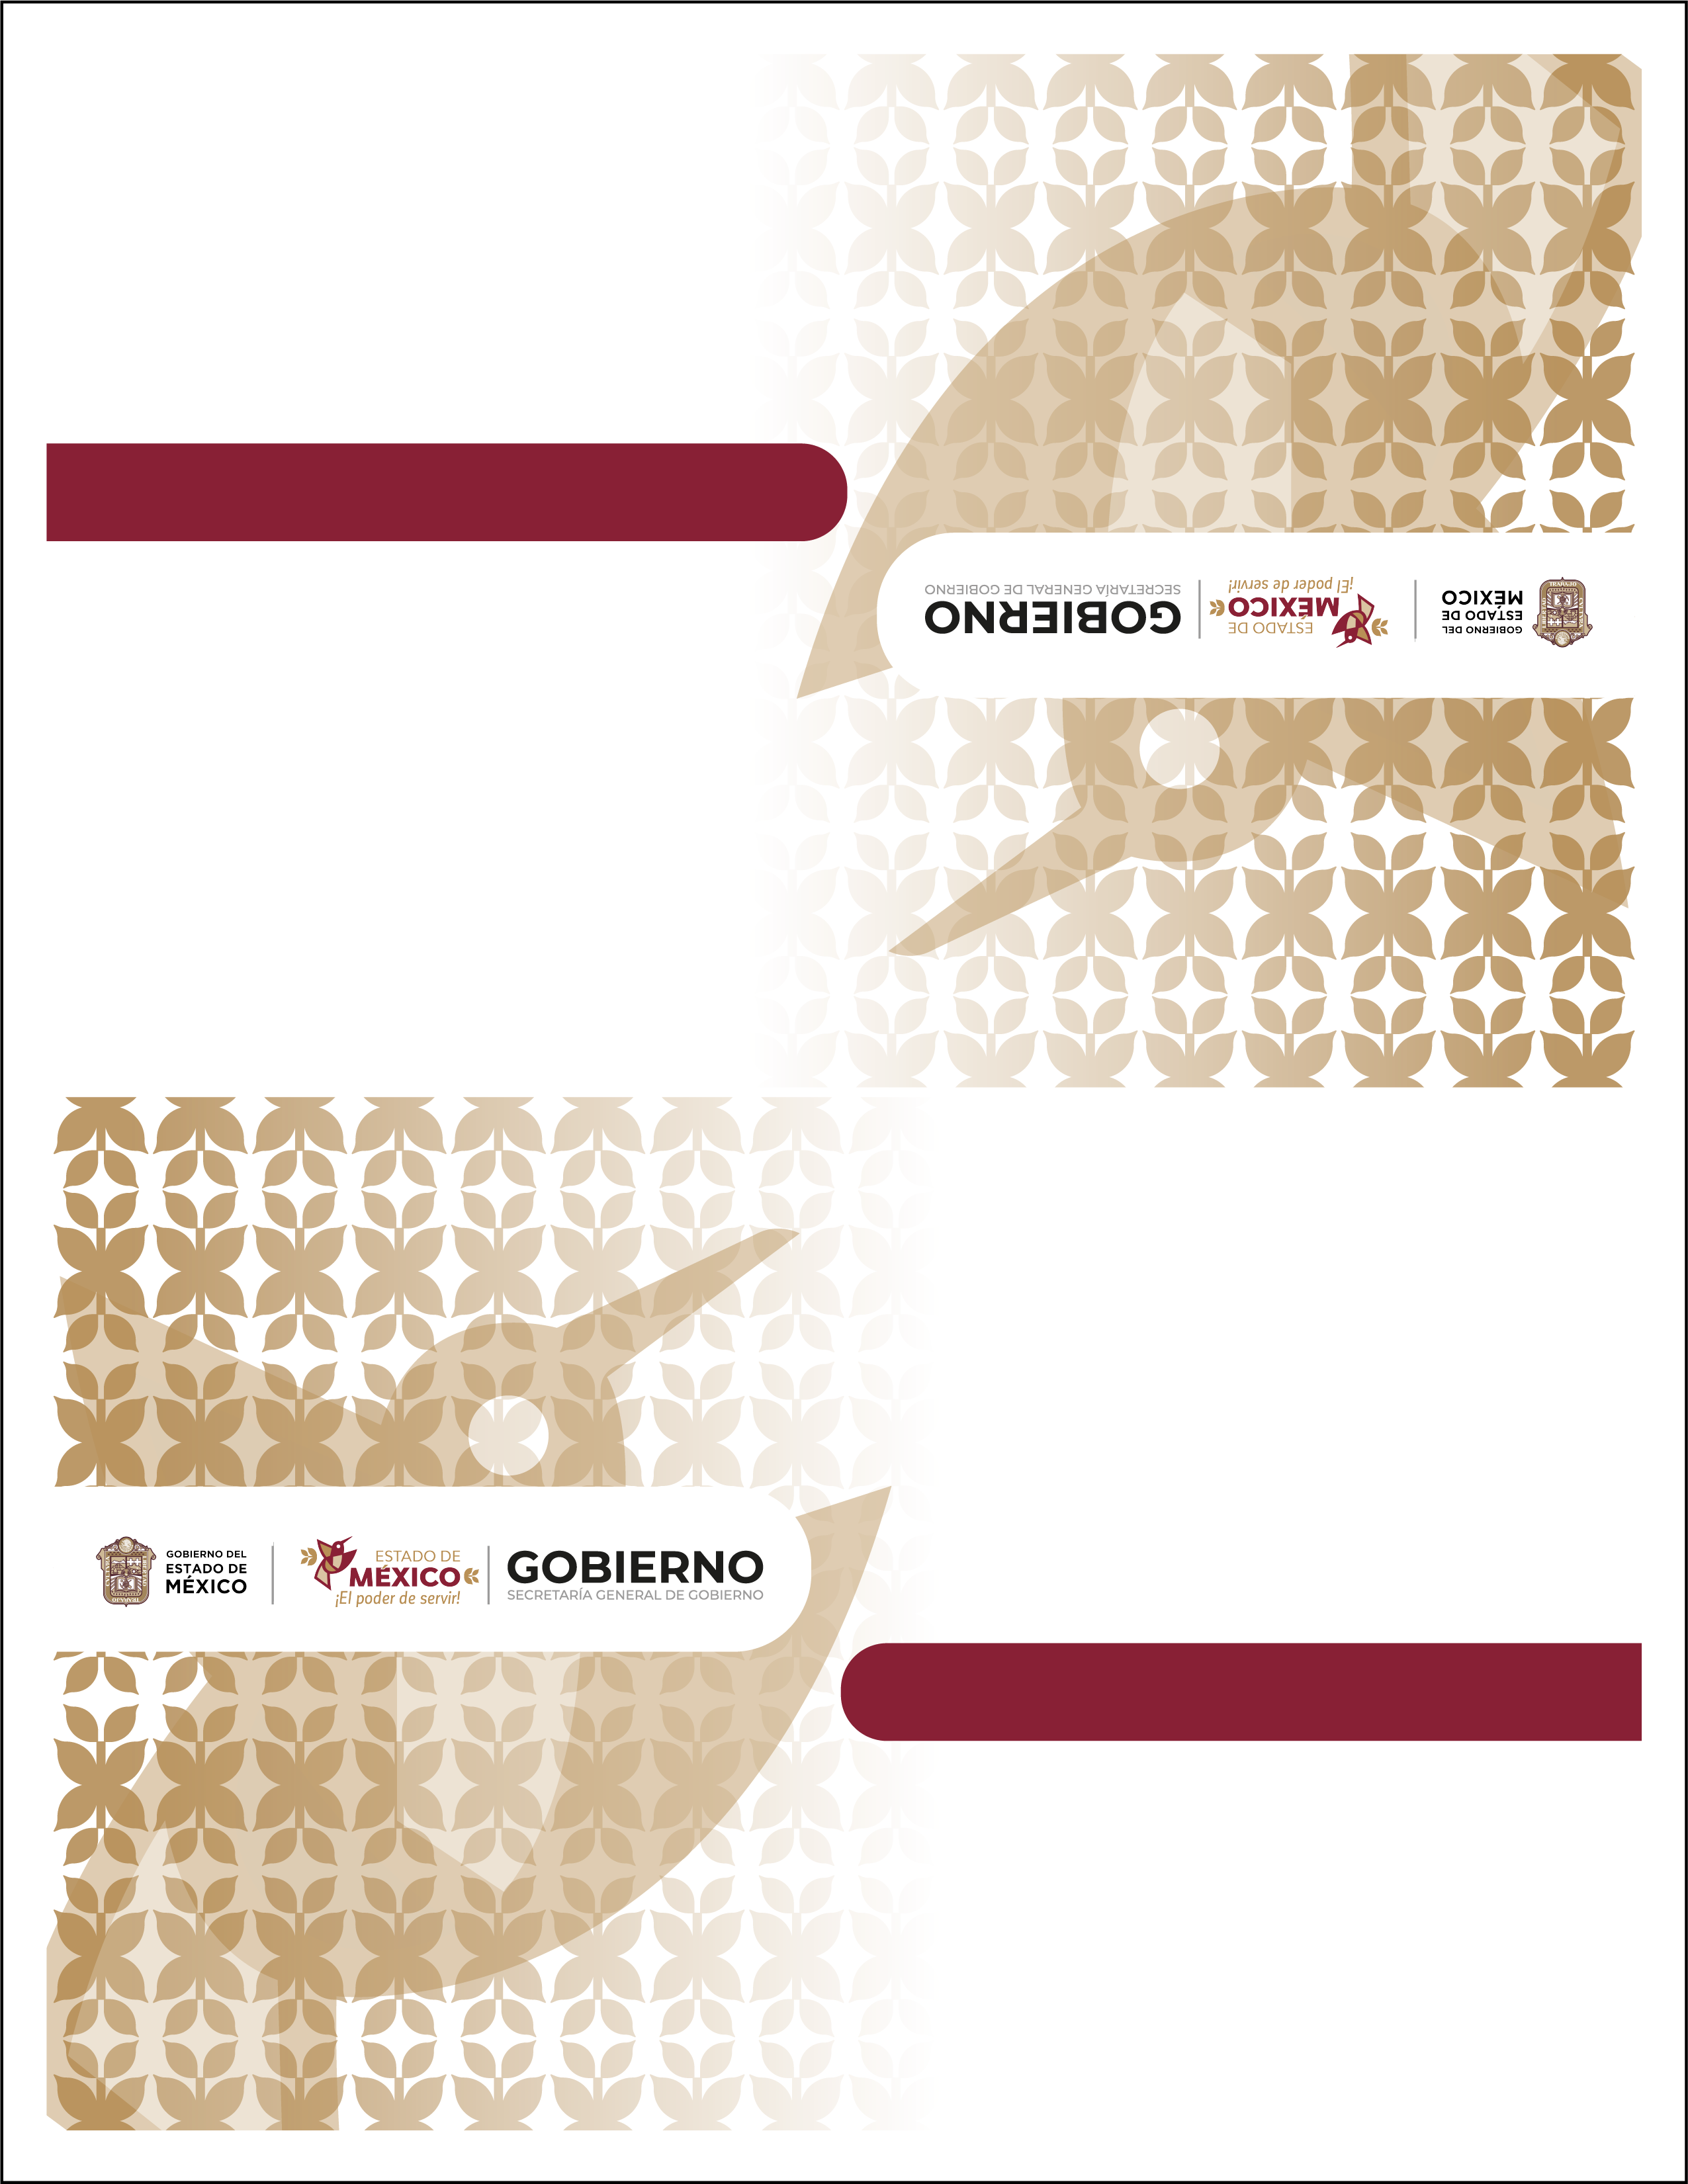 GOBIERNO DEL
ESTADO DE
MÉXICO
ESTADO DE
MÉXICO
¡El poder de servir!
GOBIERNO
SECRETARÍA GENERAL DE GOBIERNO
GOBIERNO DEL
ESTADO DE
MÉXICO
ESTADO DE
MÉXICO
¡El poder de servir!
GOBIERNO
SECRETARÍA GENERAL DE GOBIERNO